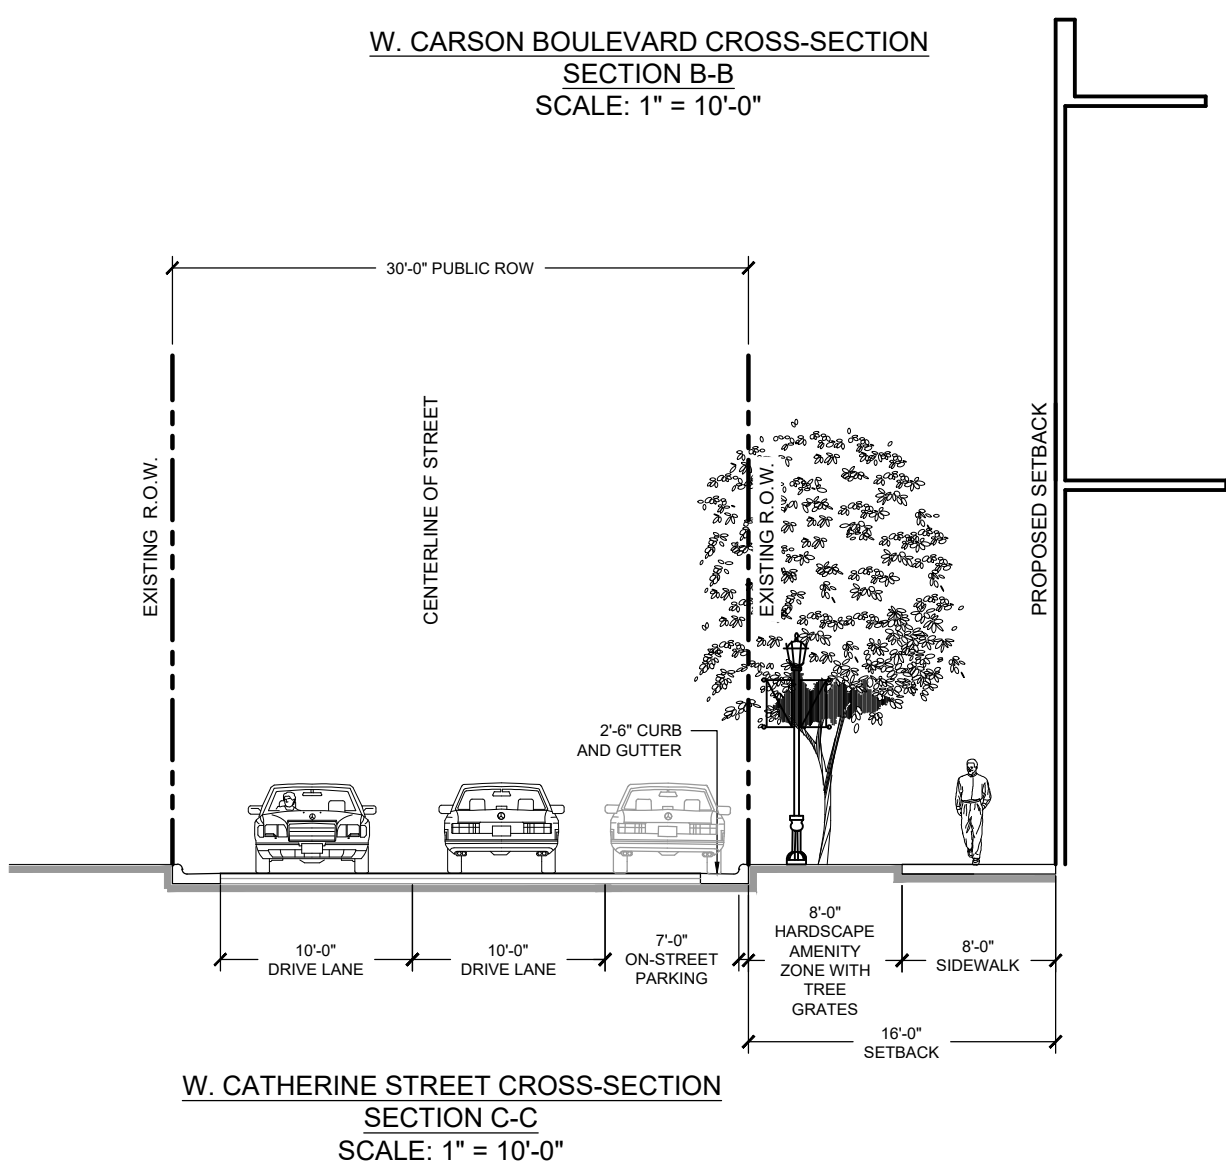 W. CARSON BOULEVARD CROSS-SECTION
SECTION B-B
SCALE: 1" = 10'-0"
30'-0" PUBLIC ROW
EXISTING R.O.W.
CENTERLINE OF STREET
EXISTING R.O.W.
PROPOSED SETBACK
2'-6" CURB
AND GUTTER
10'-0"
DRIVE LANE
10'-0"
DRIVE LANE
7'-0"
ON-STREET
PARKING
8'-0"
HARDSCAPE
AMENITY
ZONE WITH
TREE
GRATES
8'-0"
SIDEWALK
16'-0"
SETBACK
W. CATHERINE STREET CROSS-SECTION
SECTION C-C
SCALE: 1" = 10'-0"